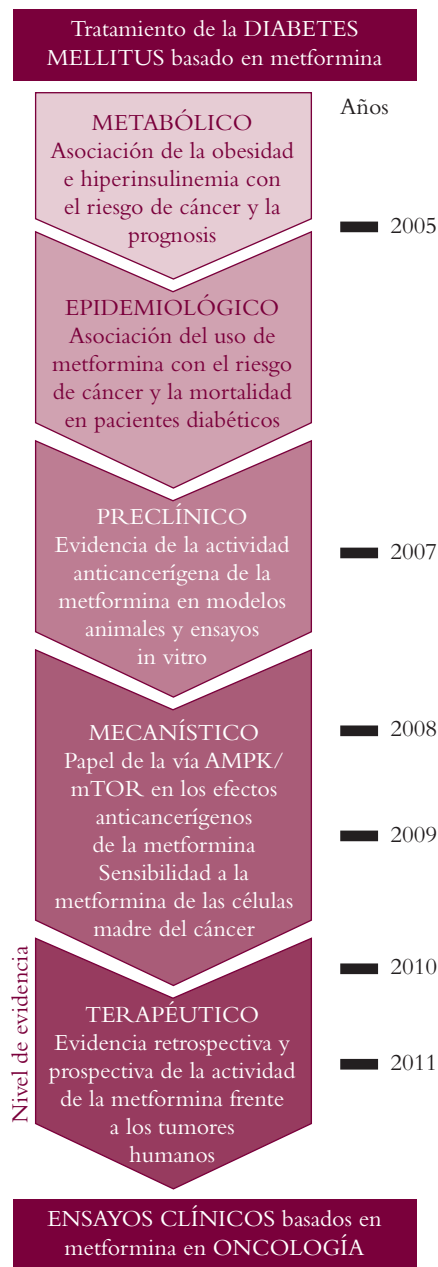 Tratamiento de la DIABETES
MELLITUS basado en metformina
Años
METABÓLICO
Asociación de la obesidad
e hiperinsulinemia con
el riesgo de cáncer y la
prognosis
2005
EPIDEMIOLÓGICO
Asociación del uso de
metformina con el riesgo
de cáncer y la mortalidad
en pacientes diabéticos
PRECLÍNICO
Evidencia de la actividad
anticancerígena de la
metformina en modelos
animales y ensayos
in vitro
2007
MECANÍSTICO
Papel de la vía AMPK/
mTOR en los efectos
anticancerígenos
de la metformina
Sensibilidad a la
metformina de las células
madre del cáncer
2008
2009
Nivel de evidencia
TERAPÉUTICO
Evidencia retrospectiva y
prospectiva de la actividad
de la metformina frente
a los tumores
humanos
2010
2011
ENSAYOS CLÍNICOS basados en
metformina en ONCOLOGÍA